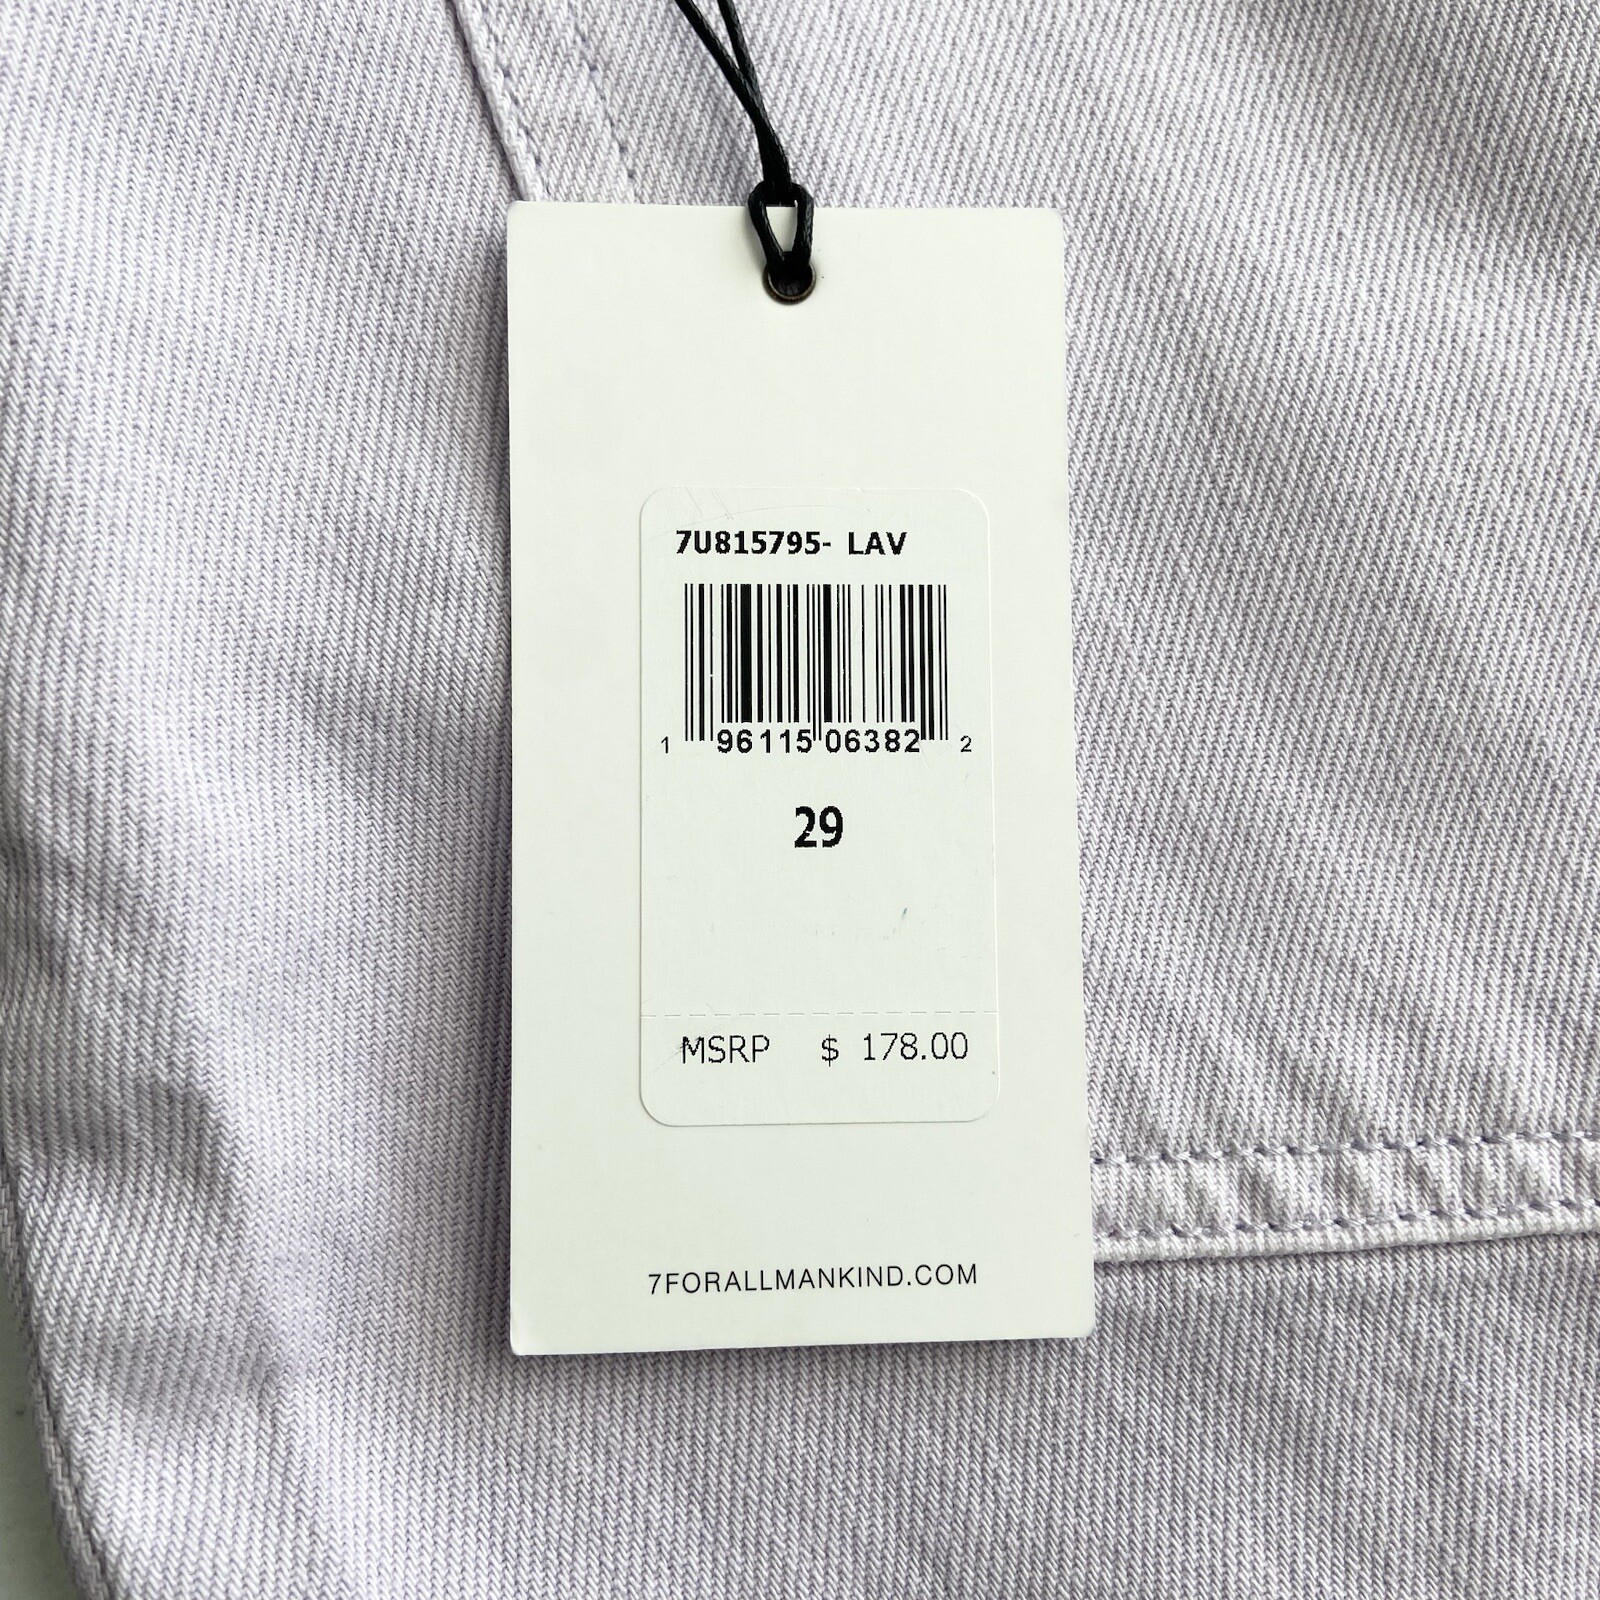 7U815795- LAV
1 96115 06382 2
29
MSRP $ 178.00
7FORALLMANKIND.COM